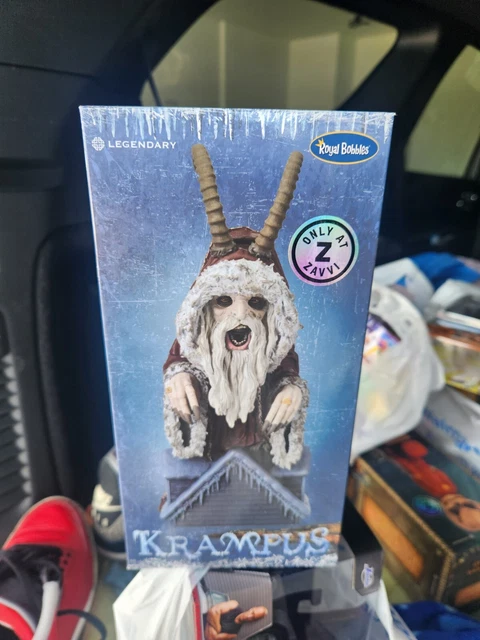 LEGENDARY
Royal Bobbles
ONLY AT
Z
ZAVVI
KRAMPUS